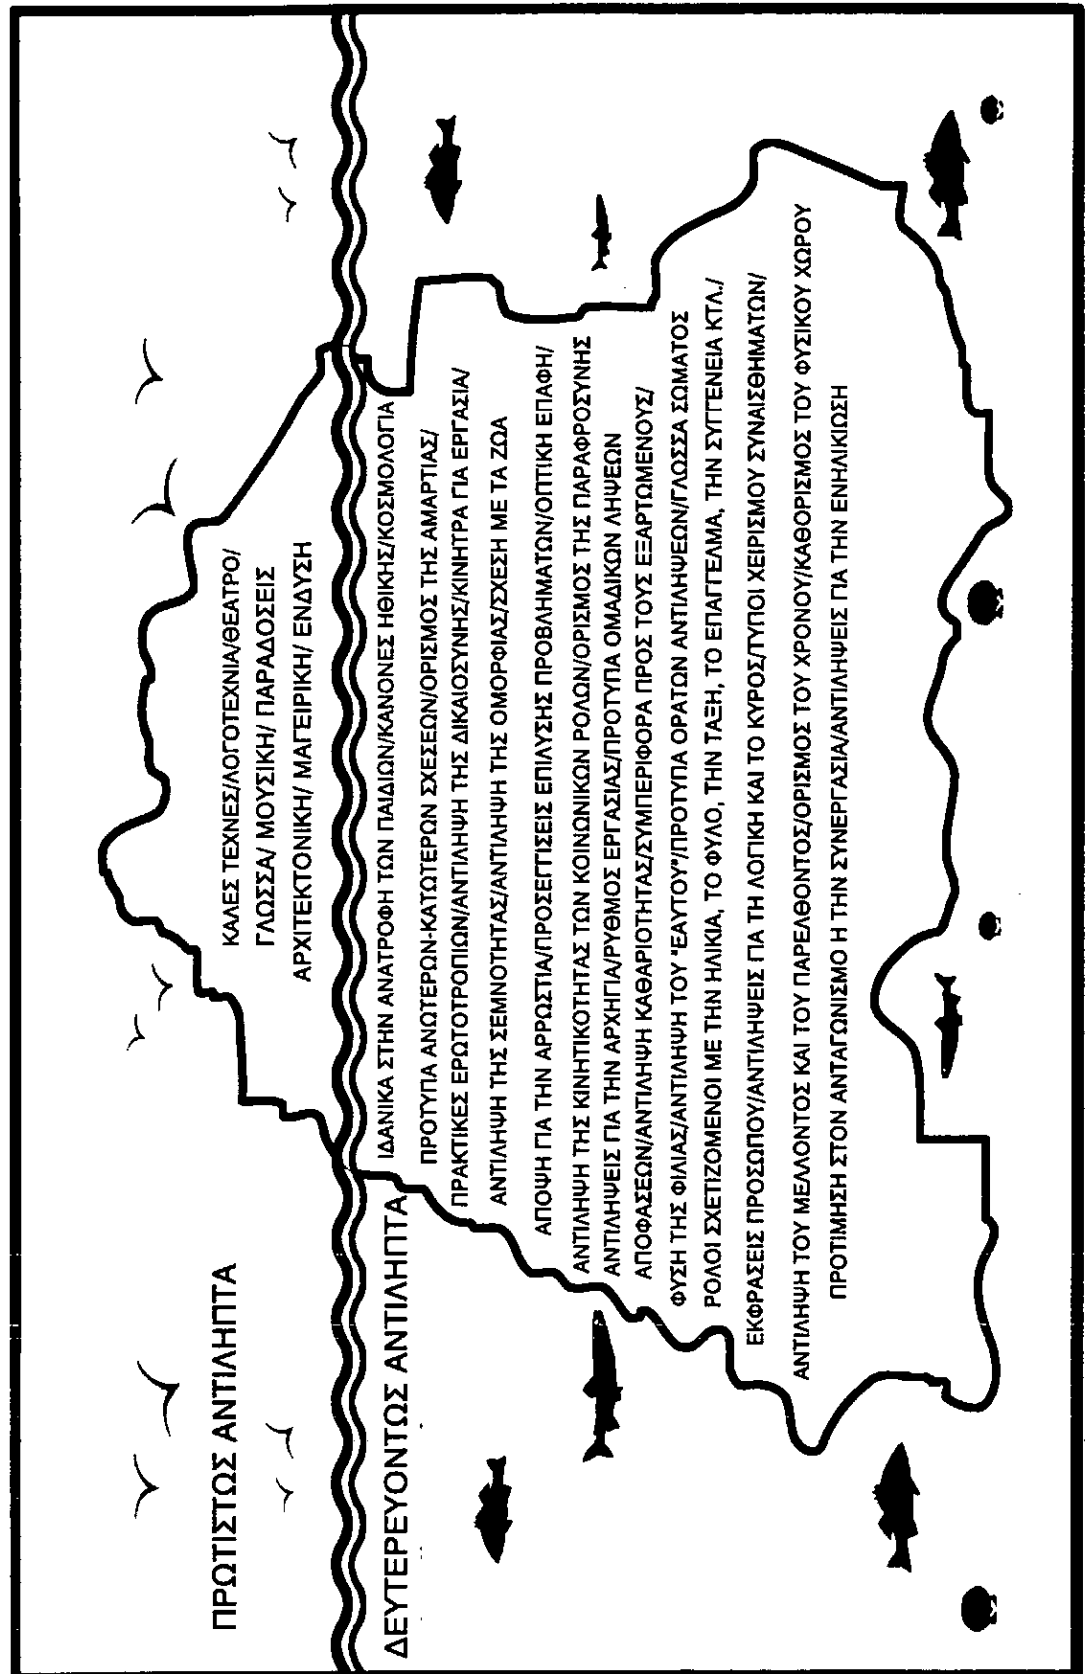 ΠΡΩΤΙΣΤΩΣ ΑΝΤΙΛΗΠΤΑ
ΚΑΛΕΣ ΤΕΧΝΕΣ/ΛΟΓΟΤΕΧΝΙΑ/ΘΕΑΤΡΟ/
ΓΛΩΣΣΑ/ ΜΟΥΣΙΚΗ/ ΠΑΡΑΔΟΣΕΙΣ
ΑΡΧΙΤΕΚΤΟΝΙΚΗ/ ΜΑΓΕΙΡΙΚΗ/ ΕΝΔΥΣΗ
ΔΕΥΤΕΡΕΥΟΝΤΩΣ ΑΝΤΙΛΗΠΤΑ
ΙΔΑΝΙΚΑ ΣΤΗΝ ΑΝΑΤΡΟΦΗ ΤΩΝ ΠΑΙΔΙΩΝ/ΚΑΝΟΝΕΣ ΗΘΙΚΗΣ/ΚΟΣΜΟΛΟΓΙΑ
ΠΡΟΤΥΠΑ ΑΝΩΤΕΡΩΝ-ΚΑΤΩΤΕΡΩΝ ΣΧΕΣΕΩΝ/ΟΡΙΣΜΟΣ ΤΗΣ ΑΜΑΡΤΙΑΣ/
ΠΡΑΚΤΙΚΕΣ ΕΡΩΤΟΤΡΟΠΙΩΝ/ΑΝΤΙΛΗΨΗ ΤΗΣ ΔΙΚΑΙΟΣΥΝΗΣ/ΚΙΝΗΤΡΑ ΓΙΑ ΕΡΓΑΣΙΑ/
ΑΝΤΙΛΗΨΗ ΤΗΣ ΣΕΜΝΟΤΗΤΑΣ/ΑΝΤΙΛΗΨΗ ΤΗΣ ΟΜΟΡΦΙΑΣ/ΣΧΕΣΗ ΜΕ ΤΑ ΖΩΑ
ΑΠΟΨΗ ΓΙΑ ΤΗΝ ΑΡΡΩΣΤΙΑ/ΠΡΟΣΕΓΓΙΣΕΙΣ ΕΠΙΛΥΣΗΣ ΠΡΟΒΛΗΜΑΤΩΝ/ΟΠΤΙΚΗ ΕΠΑΦΗ/
ΑΝΤΙΛΗΨΗ ΤΗΣ ΚΙΝΗΤΙΚΟΤΗΤΑΣ ΤΩΝ ΚΟΙΝΩΝΙΚΩΝ ΡΟΛΩΝ/ΟΡΙΣΜΟΣ ΤΗΣ ΠΑΡΑΦΡΟΣΥΝΗΣ
ΑΝΤΙΛΗΨΕΙΣ ΓΙΑ ΤΗΝ ΑΡΧΗΓΙΑ/ΡΥΘΜΟΣ ΕΡΓΑΣΙΑΣ/ΠΡΟΤΥΠΑ ΟΜΑΔΙΚΩΝ ΛΗΨΕΩΝ
ΑΠΟΦΑΣΕΩΝ/ΑΝΤΙΛΗΨΗ ΚΑΘΑΡΙΟΤΗΤΑΣ/ΣΥΜΠΕΡΙΦΟΡΑ ΠΡΟΣ ΤΟΥΣ ΕΞΑΡΤΩΜΕΝΟΥΣ/
ΦΥΣΗ ΤΗΣ ΦΙΛΙΑΣ/ΑΝΤΙΛΗΨΗ ΤΟΥ "ΕΑΥΤΟΥ"/ΠΡΟΤΥΠΑ ΟΡΑΤΩΝ ΑΝΤΙΛΗΨΕΩΝ/ΓΛΩΣΣΑ ΣΩΜΑΤΟΣ
ΡΟΛΟΙ ΣΧΕΤΙΖΟΜΕΝΟΙ ΜΕ ΤΗΝ ΗΛΙΚΙΑ, ΤΟ ΦΥΛΟ, ΤΗΝ ΤΑΞΗ, ΤΟ ΕΠΑΓΓΕΛΜΑ, ΤΗΝ ΣΥΓΓΕΝΕΙΑ ΚΤΛ./
ΕΚΦΡΑΣΕΙΣ ΠΡΟΣΩΠΟΥ/ΑΝΤΙΛΗΨΕΙΣ ΓΙΑ ΤΗ ΛΟΓΙΚΗ ΚΑΙ ΤΟ ΚΥΡΟΣ/ΤΥΠΟΙ ΧΕΙΡΙΣΜΟΥ ΣΥΝΑΙΣΘΗΜΑΤΩΝ/
ΑΝΤΙΛΗΨΗ ΤΟΥ ΜΕΛΛΟΝΤΟΣ ΚΑΙ ΤΟΥ ΠΑΡΕΛΘΟΝΤΟΣ/ΟΡΙΣΜΟΣ ΤΟΥ ΧΡΟΝΟΥ/ΚΑΘΟΡΙΣΜΟΣ ΤΟΥ ΦΥΣΙΚΟΥ ΧΩΡΟΥ
ΠΡΟΤΙΜΗΣΗ ΣΤΟΝ ΑΝΤΑΓΩΝΙΣΜΟ Η ΤΗΝ ΣΥΝΕΡΓΑΣΙΑ/ΑΝΤΙΛΗΨΕΙΣ ΓΙΑ ΤΗΝ ΕΝΗΛΙΚΙΩΣΗ